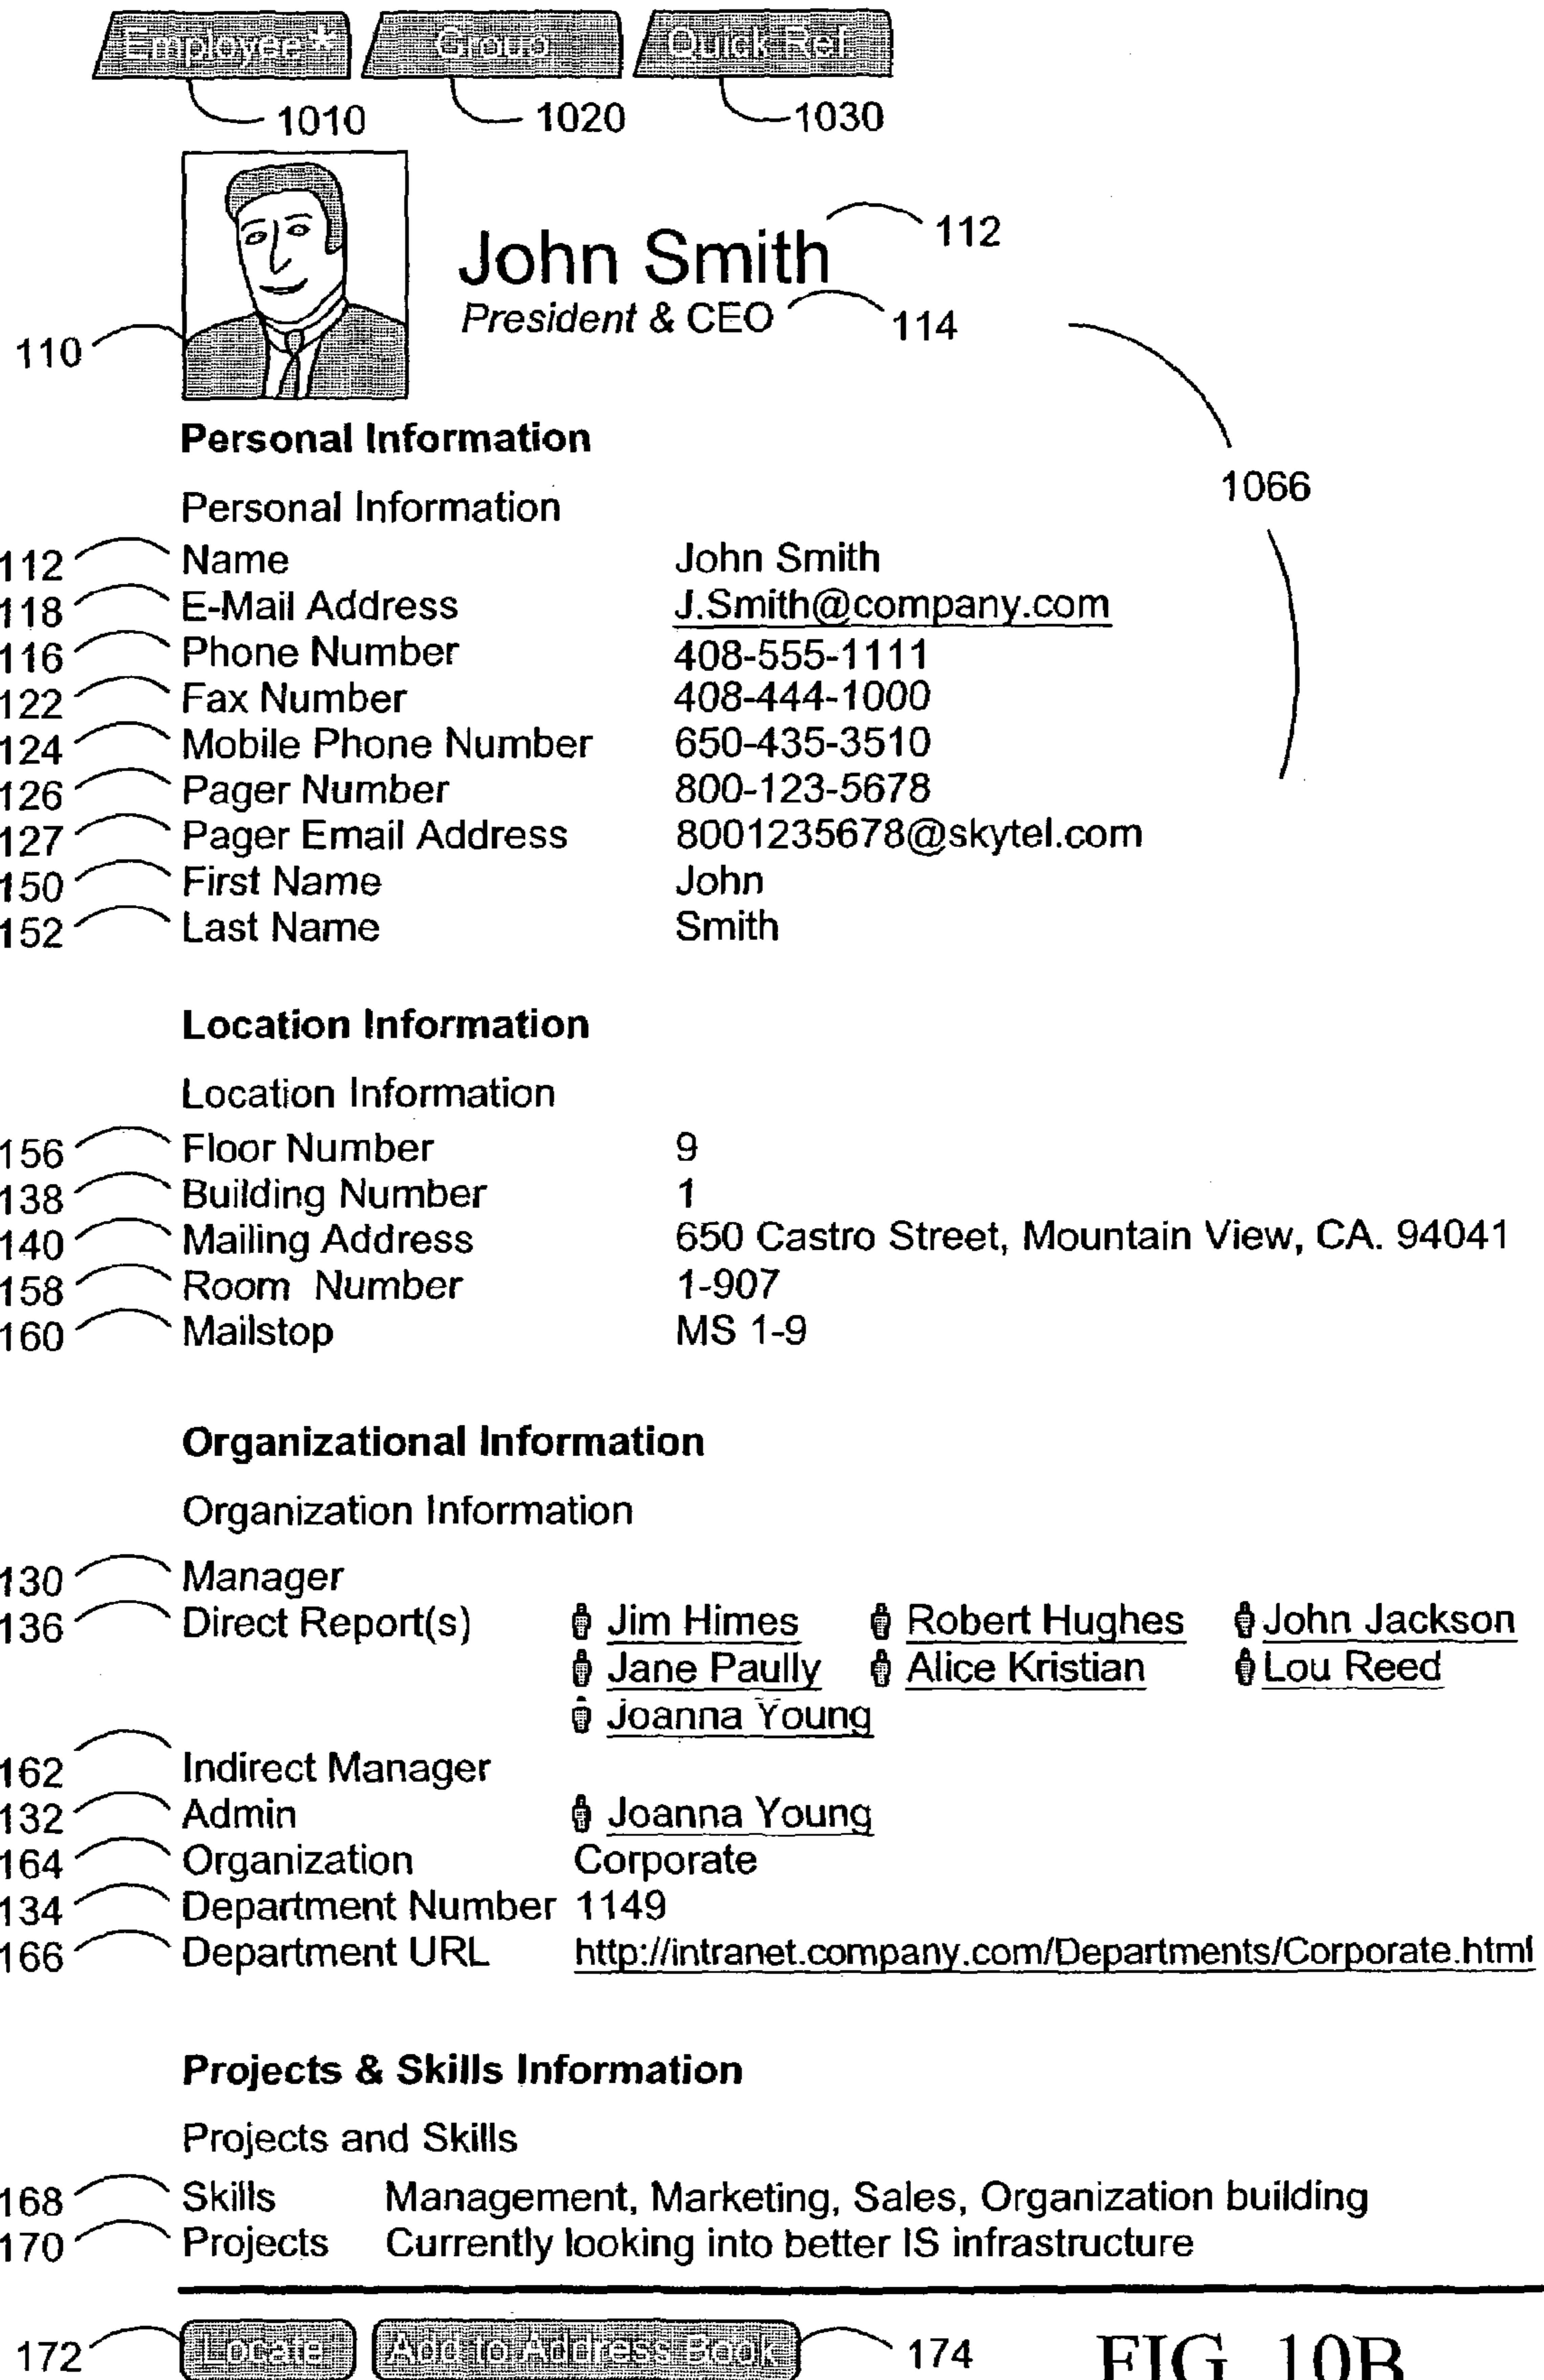 Employee* Group Quick Ref
1010 1020 1030
John Smith 112
President & CEO 114
110
Personal Information
1066
Personal Information
112 Name John Smith
118 E-Mail Address J.Smith@company.com
116 Phone Number 408-555-1111
122 Fax Number 408-444-1000
124 Mobile Phone Number 650-435-3510
126 Pager Number 800-123-5678
127 Pager Email Address 8001235678@skytel.com
150 First Name John
152 Last Name Smith
Location Information
Location Information
156 Floor Number 9
138 Building Number 1
140 Mailing Address 650 Castro Street, Mountain View, CA. 94041
158 Room Number 1-907
160 Mailstop MS 1-9
Organizational Information
Organization Information
130 Manager
136 Direct Report(s) Jim Himes Robert Hughes John Jackson
Jane Paully Alice Kristian Lou Reed
Joanna Young
162 Indirect Manager
132 Admin Joanna Young
164 Organization Corporate
134 Department Number 1149
166 Department URL http://intranet.company.com/Departments/Corporate.html
Projects & Skills Information
Projects and Skills
168 Skills Management, Marketing, Sales, Organization building
170 Projects Currently looking into better IS infrastructure
172 Locate Add to Address Book 174 FIG. 10B